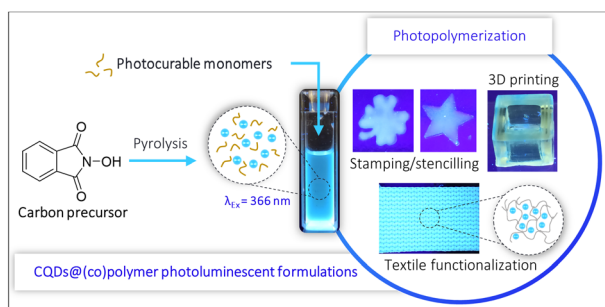 Photopolymerization
Photocurable monomers
3D printing
O
N-OH
O
Pyrolysis
Stamping/stencilling
λEx = 366 nm
Carbon precursor
Textile functionalization
CQDs@(co)polymer photoluminescent formulations